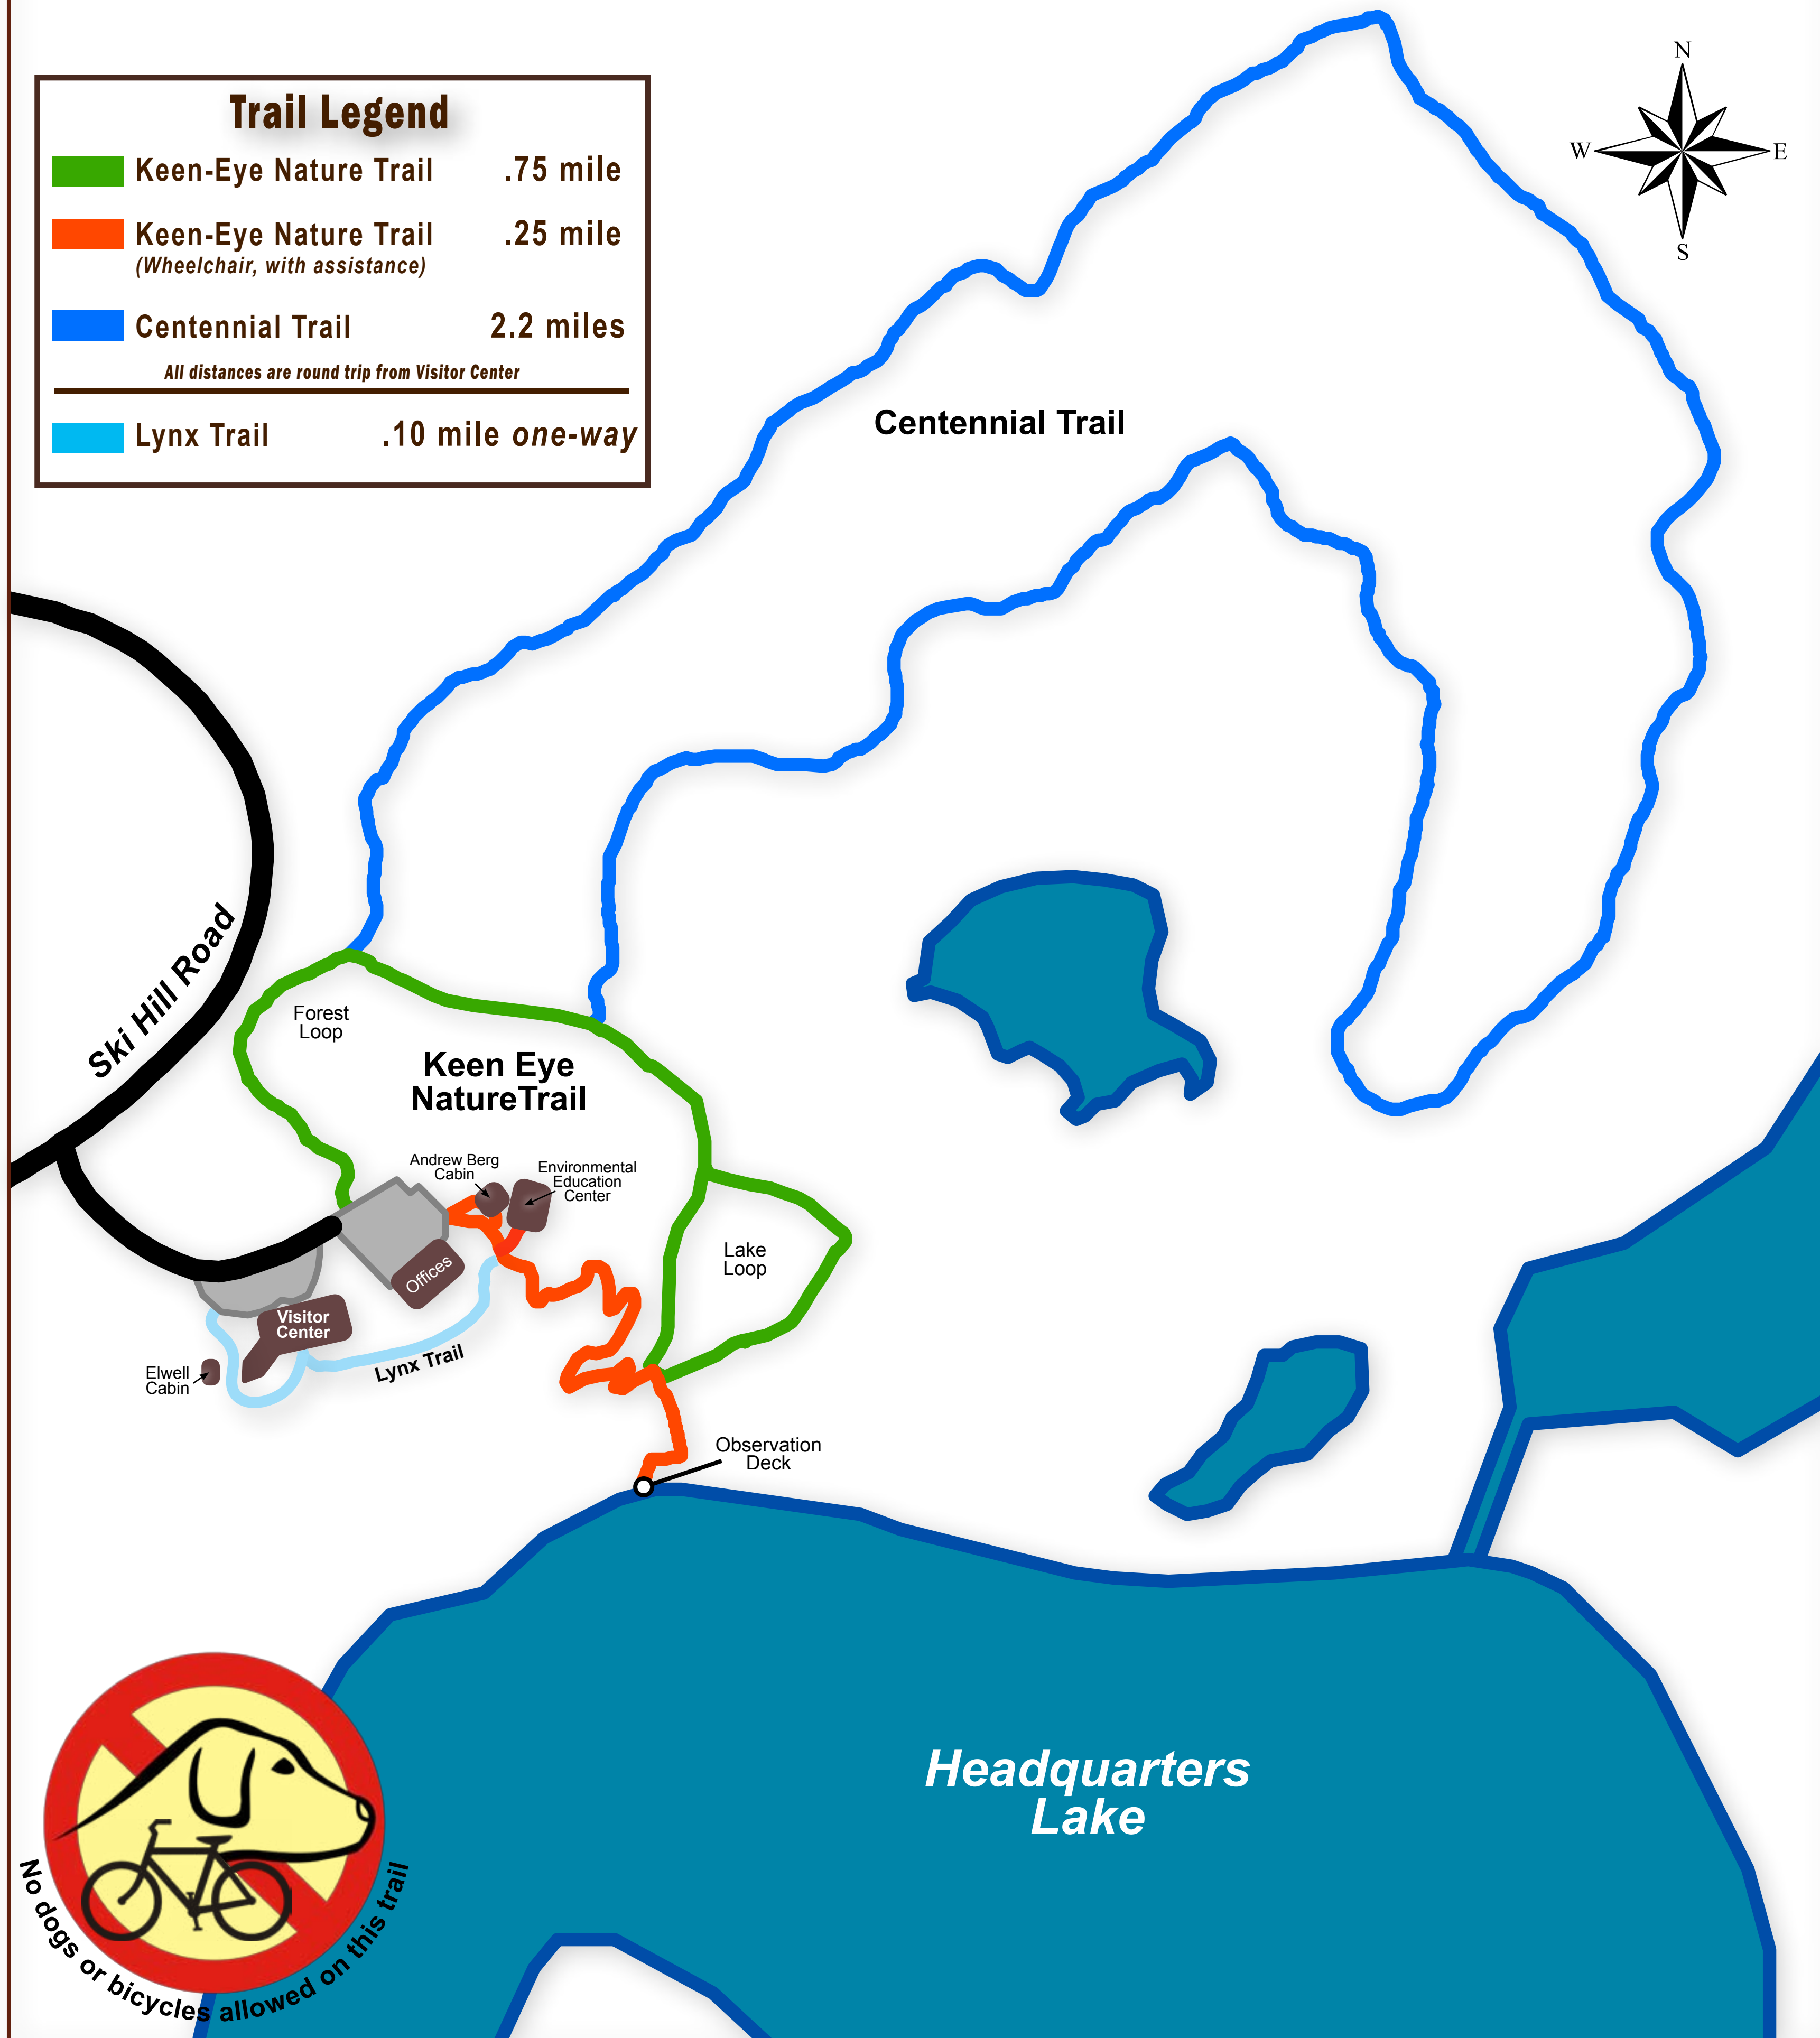 Trail Legend
Keen-Eye Nature Trail .75 mile
Keen-Eye Nature Trail .25 mile
(Wheelchair, with assistance)
Centennial Trail 2.2 miles
All distances are round trip from Visitor Center
Lynx Trail .10 mile one-way
N
W E
S
Centennial Trail
Ski Hill Road
Forest
Loop
Keen Eye
NatureTrail
Andrew Berg
Cabin
Environmental
Education
Center
Lake
Loop
Offices
Visitor
Center
Elwell
Cabin
Lynx Trail
Observation
Deck
Headquarters
Lake
No dogs or bicycles allowed on this trail